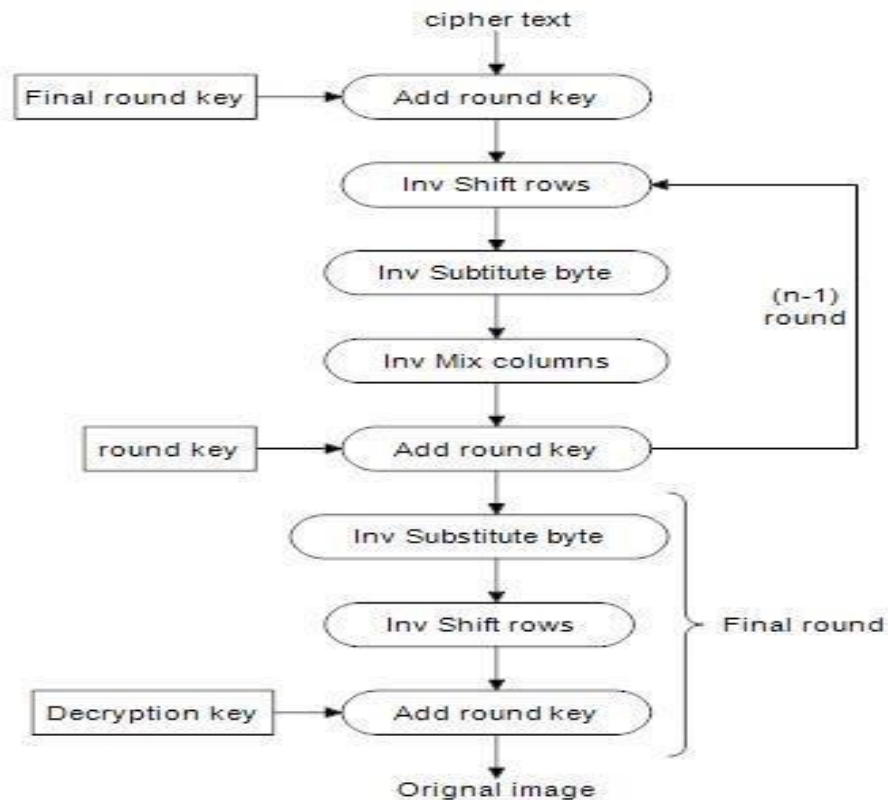 cipher text
Final round key
Add round key
Inv Shift rows
Inv Subtitute byte
(n-1)
round
Inv Mix columns
round key
Add round key
Inv Substitute byte
Inv Shift rows
Final round
Decryption key
Add round key
Orignal image